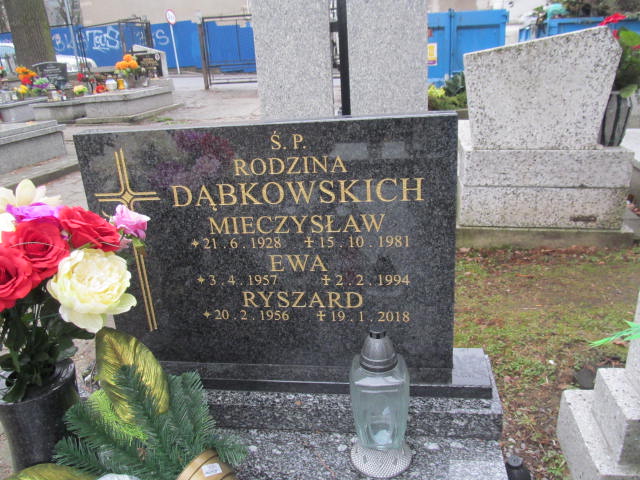 Ś. P.
RODZINA
DĄBKOWSKICH
MIECZYSŁAW
* 21. 6. 1928 ✝ 15. 10. 1981
EWA
* 3. 4. 1957 ✝ 2. 2. 1994
RYSZARD
* 20. 2. 1956 ✝ 19. 1. 2018